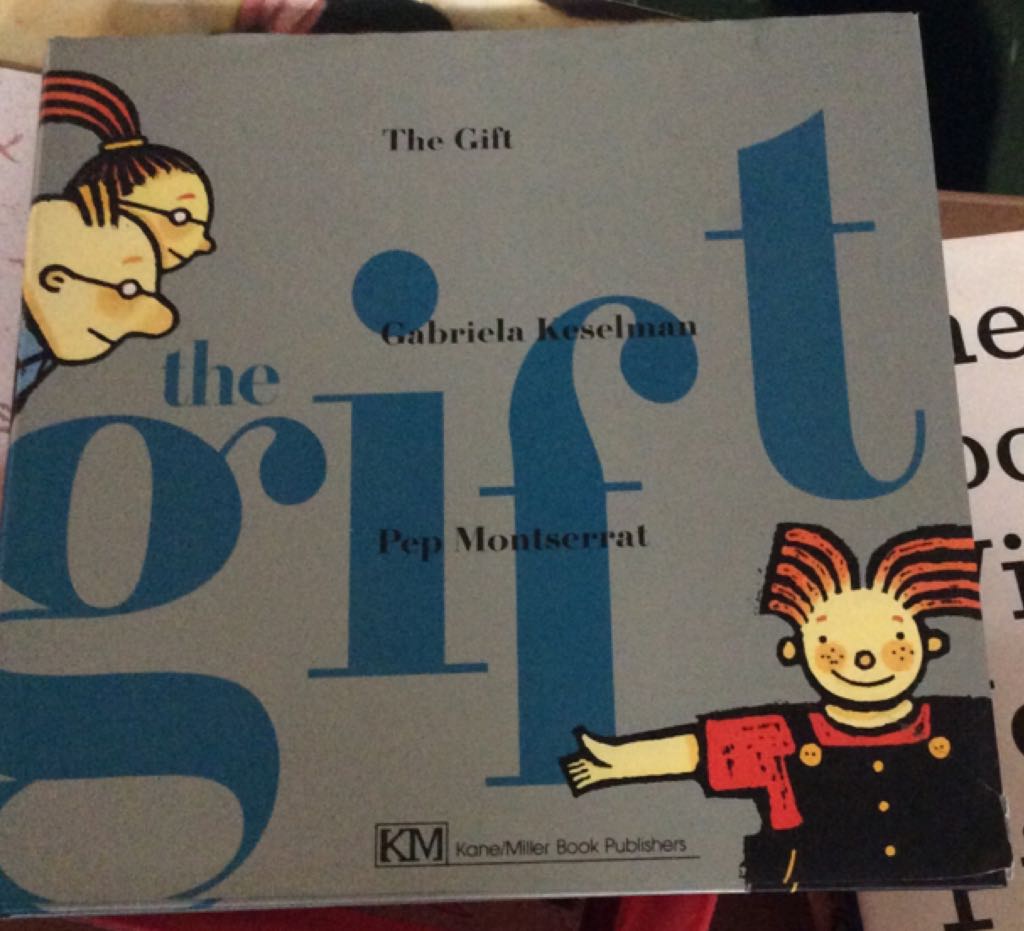 The Gift
Gabriela Keselman
the
gift
Pep Montserrat
KM Kane/Miller Book Publishers